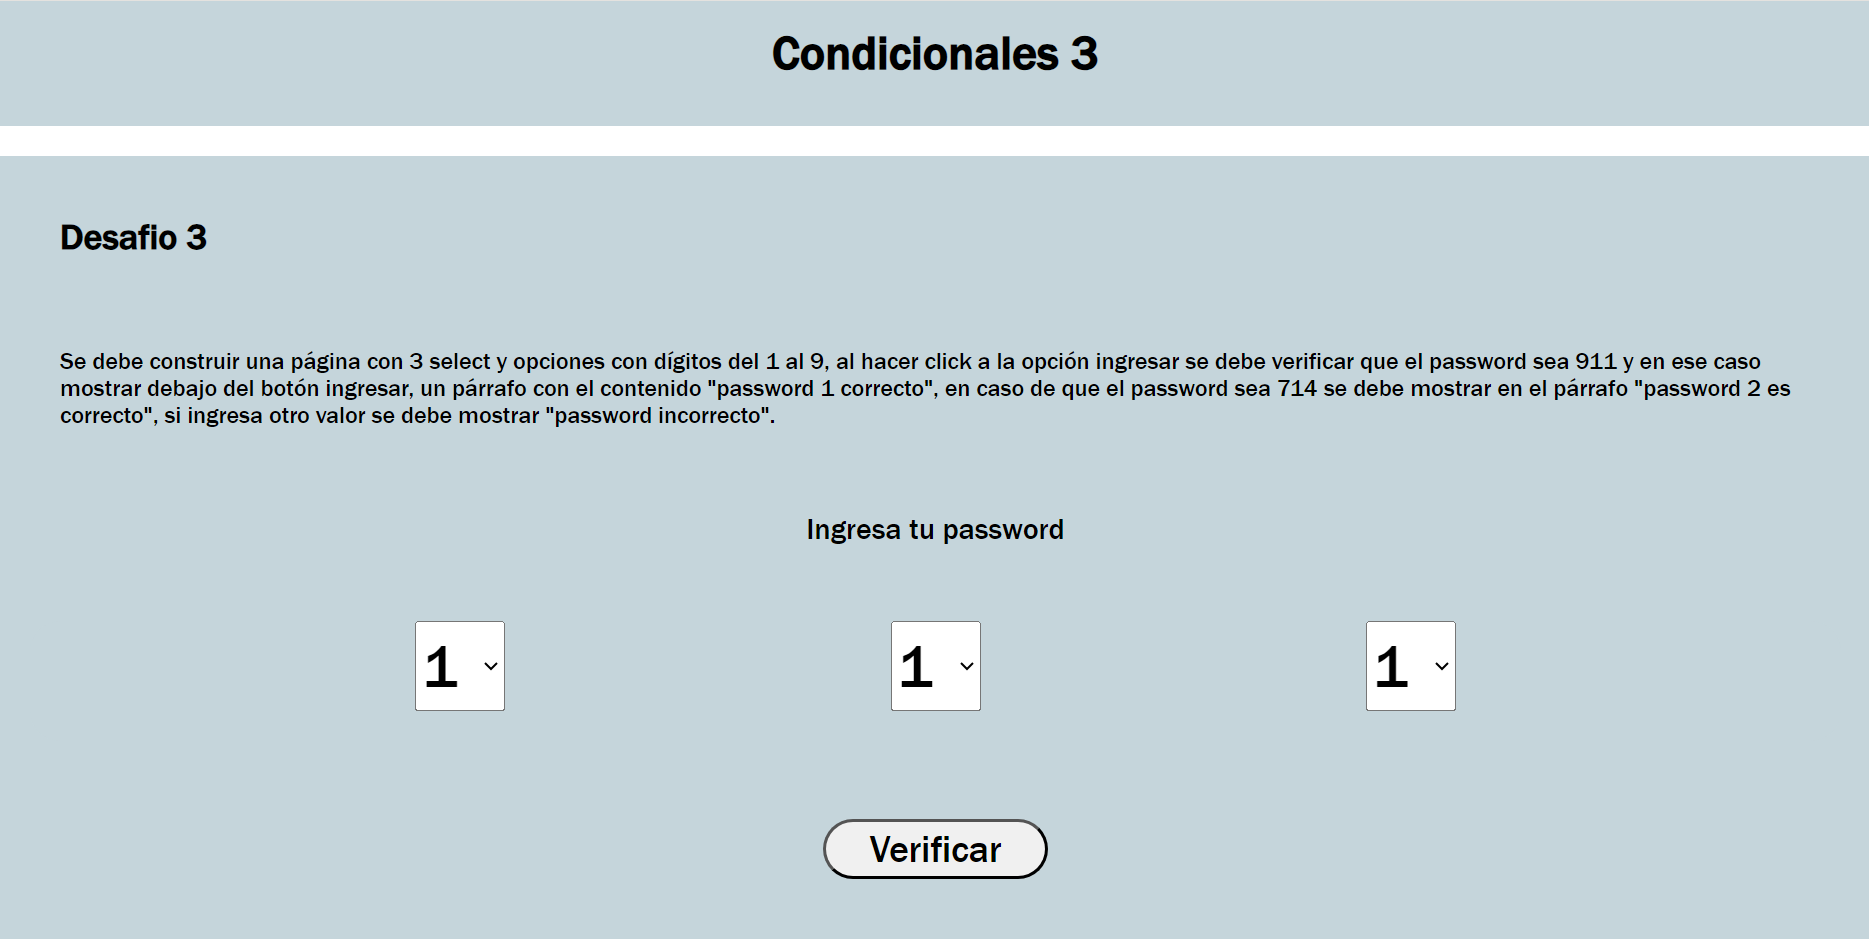 Condicionales 3
Desafio 3
Se debe construir una página con 3 select y opciones con dígitos del 1 al 9, al hacer click a la opción ingresar se debe verificar que el password sea 911 y en ese caso
mostrar debajo del botón ingresar, un párrafo con el contenido "password 1 correcto", en caso de que el password sea 714 se debe mostrar en el párrafo "password 2 es
correcto", si ingresa otro valor se debe mostrar "password incorrecto".
Ingresa tu password
1 1 1
Verificar